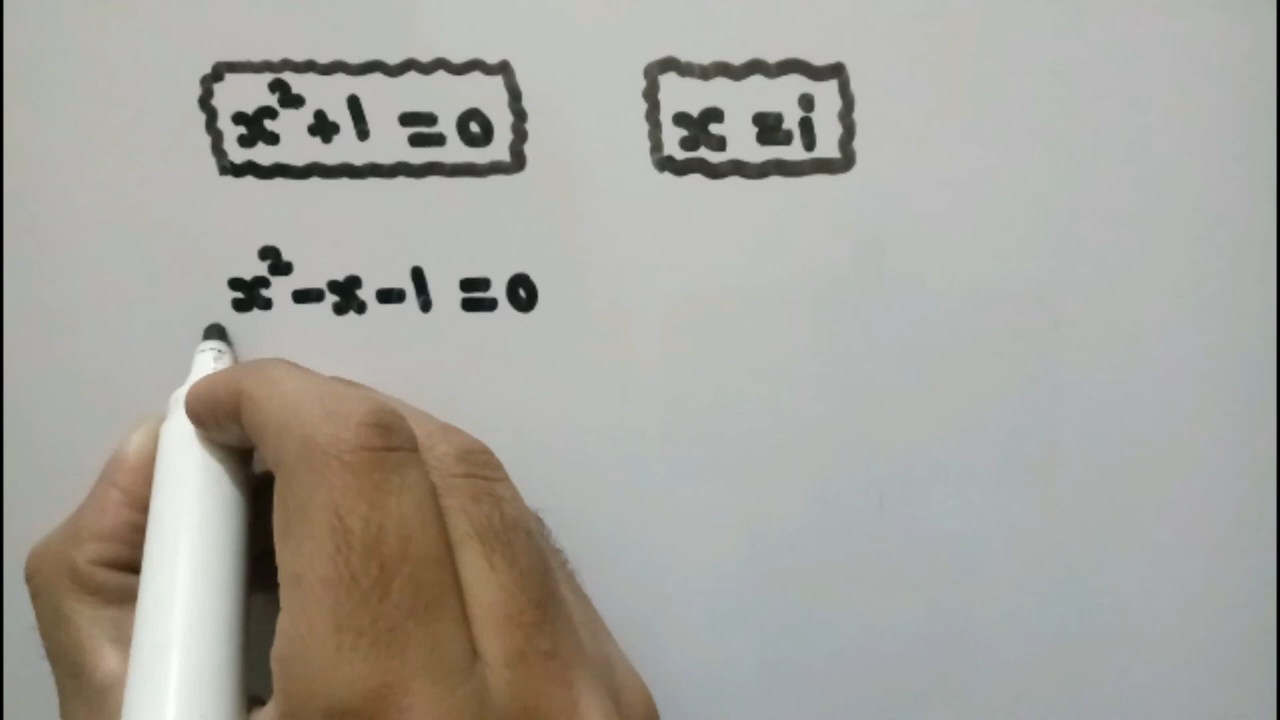 x²+1 =0
x =i
x²-x-1 =0